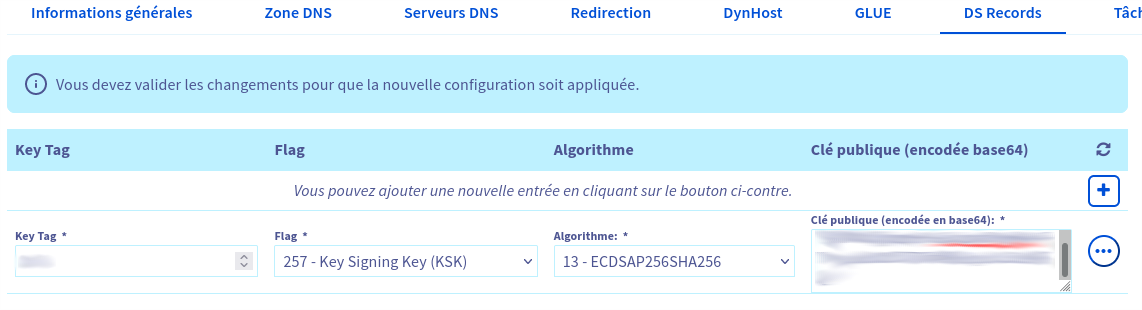 Informations générales Zone DNS Serveurs DNS Redirection DynHost GLUE DS Records
Vous devez valider les changements pour que la nouvelle configuration soit appliquée.
Key Tag Flag Algorithme Clé publique (encodée base64)
Vous pouvez ajouter une nouvelle entrée en cliquant sur le bouton ci-contre.
Clé publique (encodée en base64): *
Key Tag * Flag * Algorithme: *
257 - Key Signing Key (KSK) 13 - ECDSAP256SHA256